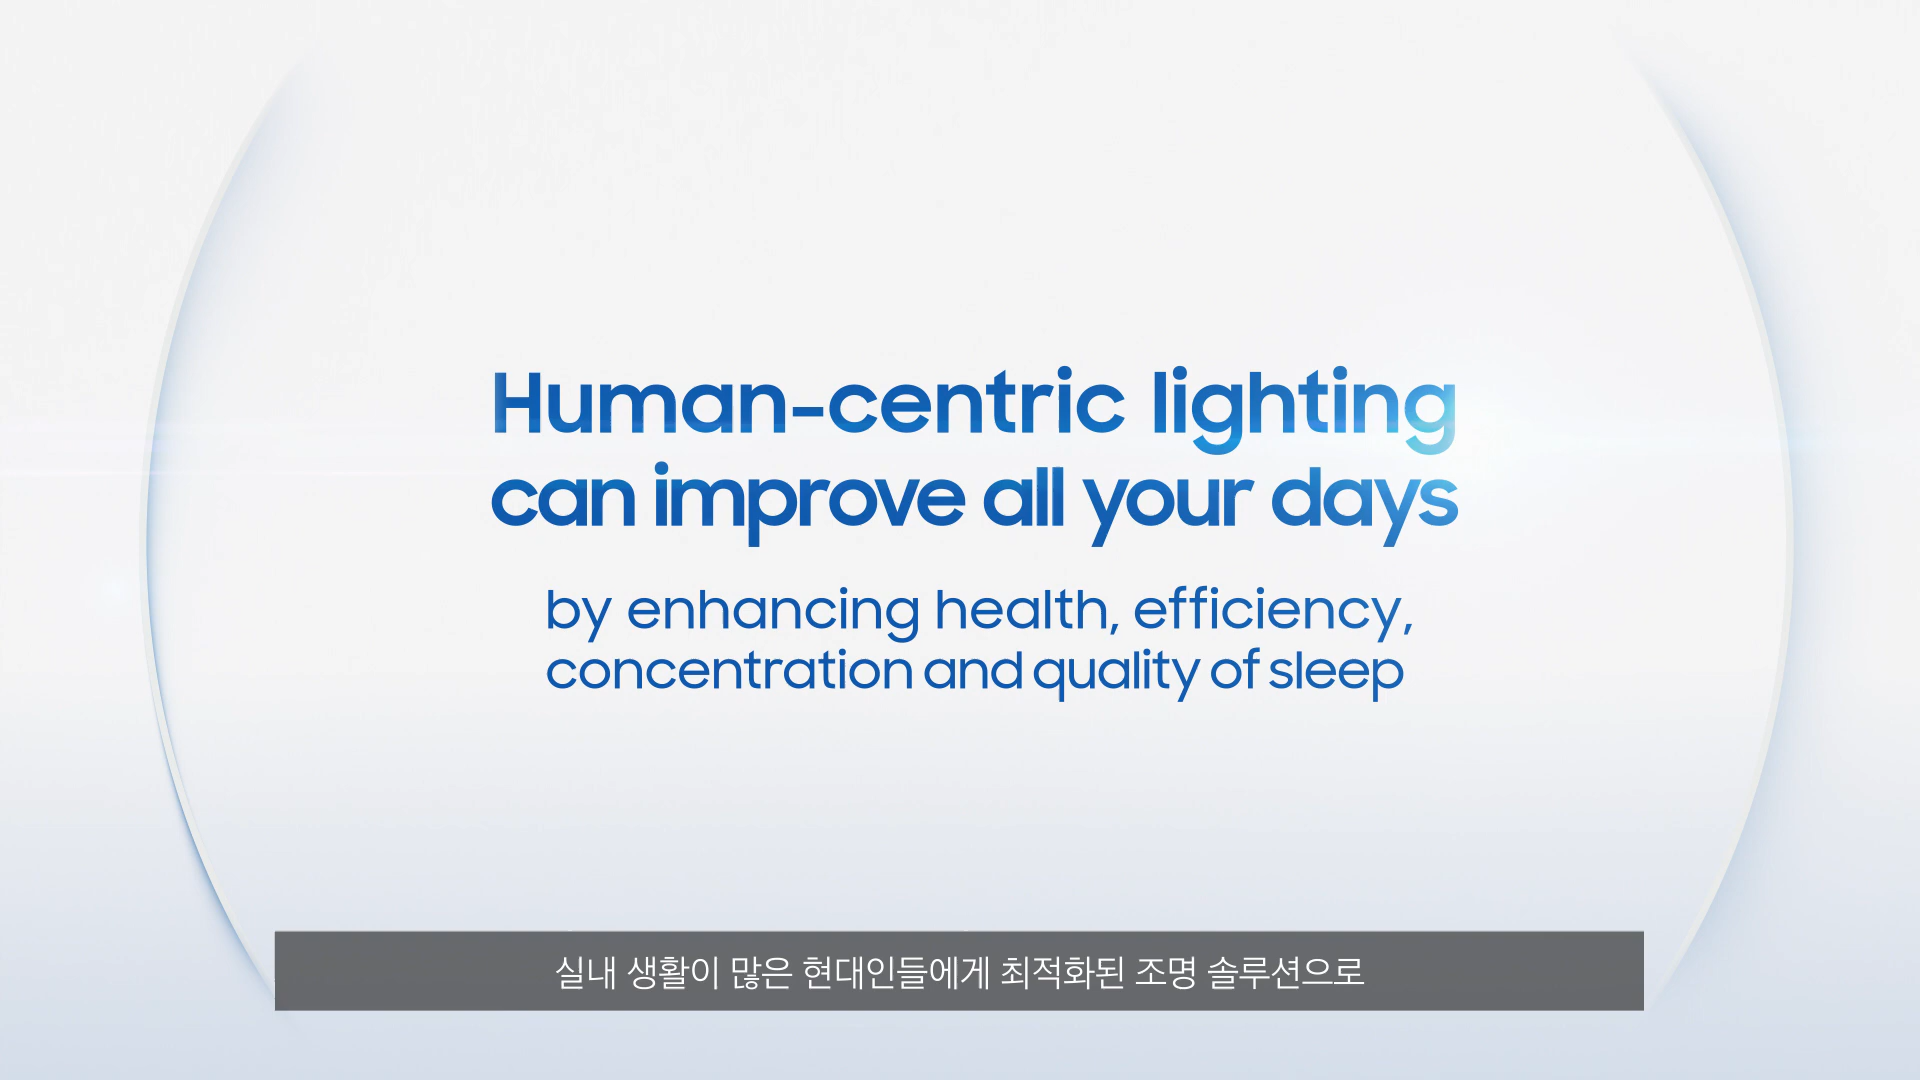 Human-centric lighting
can improve all your days
by enhancing health, efficiency,
concentration and quality of sleep
실내 생활이 많은 현대인들에게 최적화된 조명 솔루션으로